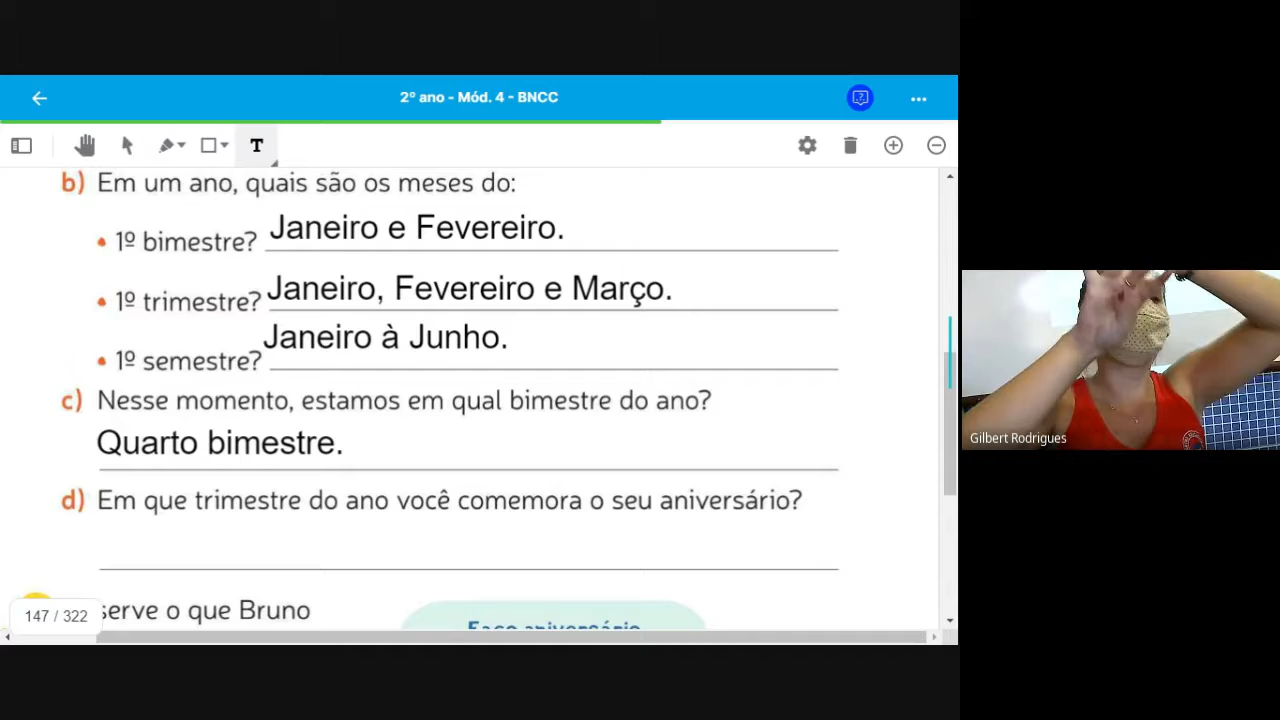 2º ano - Mód. 4 - BNCC
T
b) Em um ano, quais são os meses do:
• 1º bimestre? Janeiro e Fevereiro.
• 1º trimestre? Janeiro, Fevereiro e Março.
• 1º semestre? Janeiro à Junho.
c) Nesse momento, estamos em qual bimestre do ano?
Quarto bimestre.
d) Em que trimestre do ano você comemora o seu aniversário?
147 / 322
serve o que Bruno
Faço aniversário
Gilbert Rodrigues